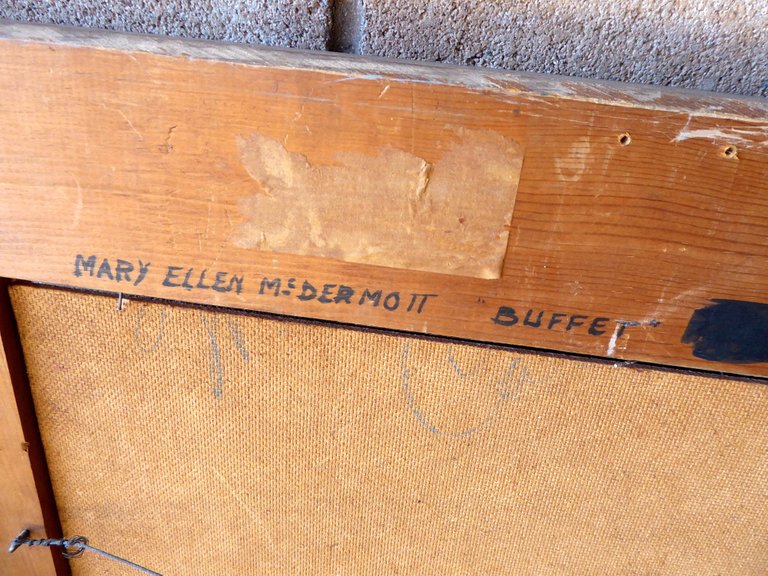 MARY ELLEN McDERMOTT "BUFFET"